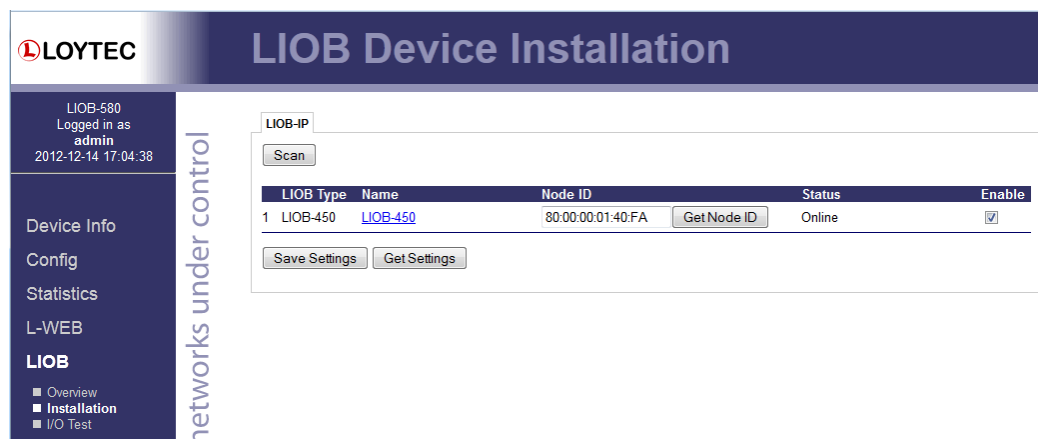 LOYTEC
LIOB Device Installation
LIOB-580
Logged in as
admin
2012-12-14 17:04:38
Device Info
Config
Statistics
L-WEB
LIOB
Overview
Installation
I/O Test
networks under control
LIOB-IP
Scan
LIOB Type Name Node ID Status Enable
1 LIOB-450 LIOB-450 80:00:00:01:40:FA Get Node ID Online
Save Settings Get Settings